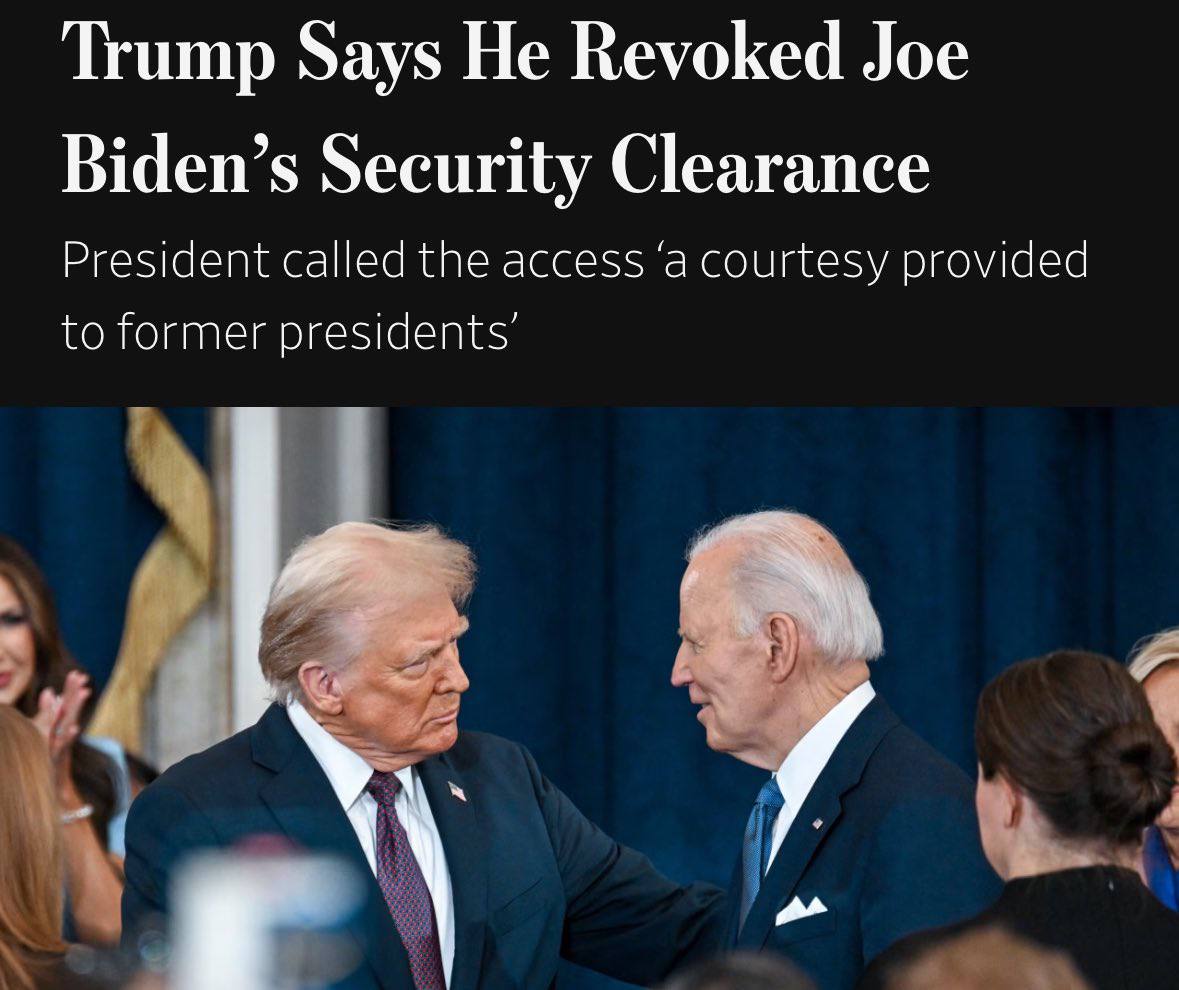 Trump Says He Revoked Joe
Biden’s Security Clearance
President called the access ‘a courtesy provided
to former presidents’